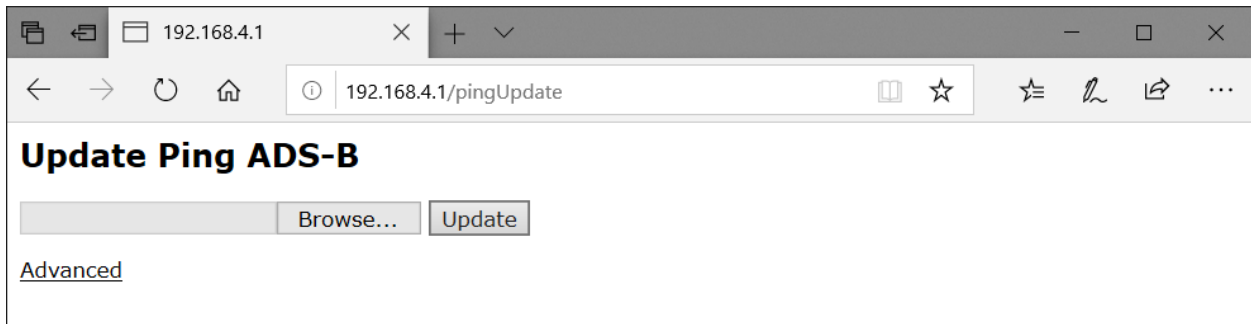 192.168.4.1
192.168.4.1/pingUpdate
Update Ping ADS-B
Browse... Update
Advanced